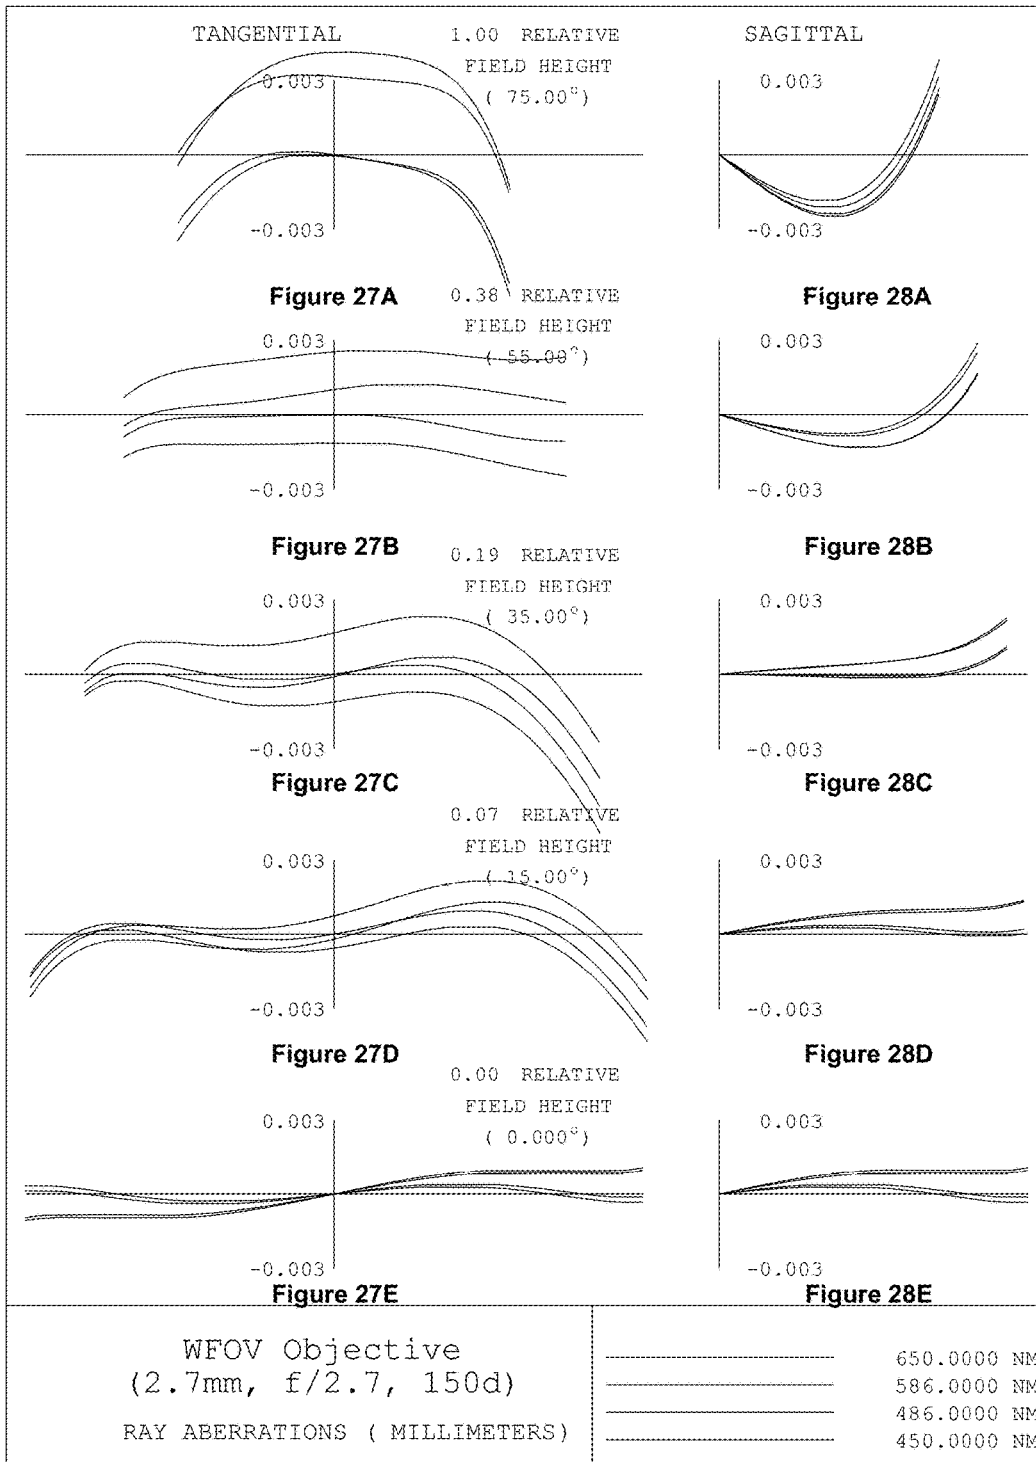 TANGENTIAL
1.00 RELATIVE
FIELD HEIGHT
( 75.00°)
SAGITTAL
0.003
-0.003
0.003
-0.003
Figure 27A
Figure 28A
0.38 RELATIVE
FIELD HEIGHT
( 55.00°)
0.003
-0.003
0.003
-0.003
Figure 27B
Figure 28B
0.19 RELATIVE
FIELD HEIGHT
( 35.00°)
0.003
-0.003
0.003
-0.003
Figure 27C
Figure 28C
0.07 RELATIVE
FIELD HEIGHT
( 15.00°)
0.003
-0.003
0.003
-0.003
Figure 27D
Figure 28D
0.00 RELATIVE
FIELD HEIGHT
( 0.000°)
0.003
-0.003
0.003
-0.003
Figure 27E
Figure 28E
WFOV Objective
(2.7mm, f/2.7, 150d)
RAY ABERRATIONS ( MILLIMETERS)
650.0000 NM
586.0000 NM
486.0000 NM
450.0000 NM